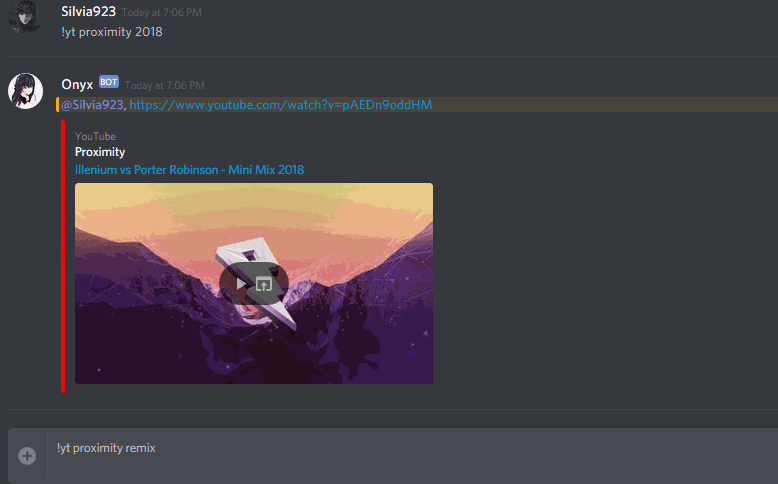 Silvia923 Today at 7:06 PM
!yt proximity 2018
Onyx BOT Today at 7:06 PM
@Silvia923, https://www.youtube.com/watch?v=pAEDn9oddHM
YouTube
Proximity
Illenium vs Porter Robinson - Mini Mix 2018
!yt proximity remix